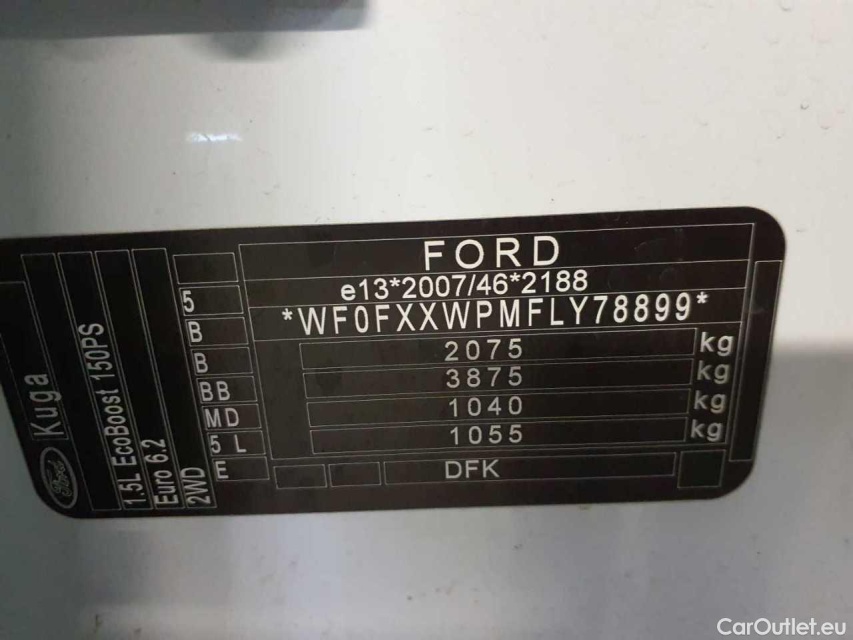 FORD
e13*2007/46*2188
*WF0FXXWPMFLY78899*
2075 kg
3875 kg
1040 kg
1055 kg
DFK
5
B
B
BB
MD
5 L
E
Ford
Kuga
1.5L EcoBoost 150PS
Euro 6.2
2WD
CarOutlet.eu